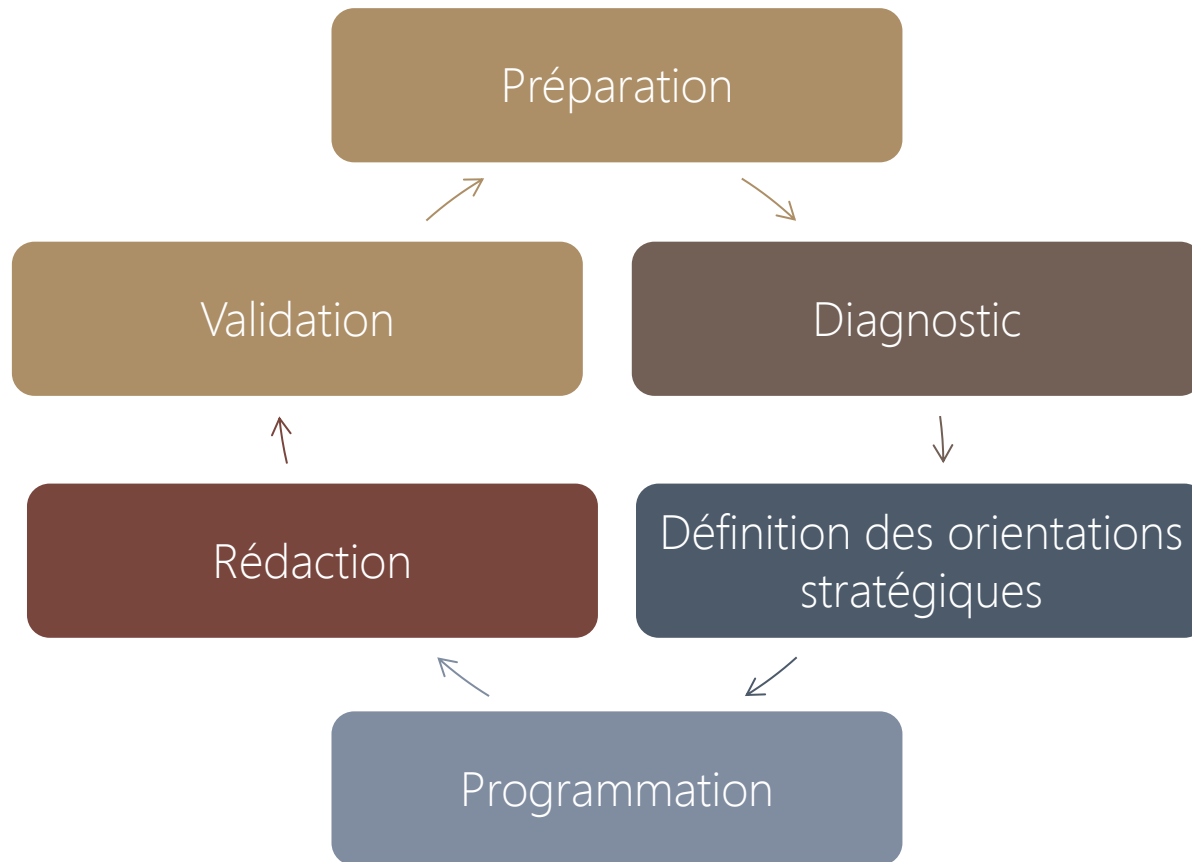 Préparation
Validation
Diagnostic
Rédaction
Définition des orientations
stratégiques
Programmation